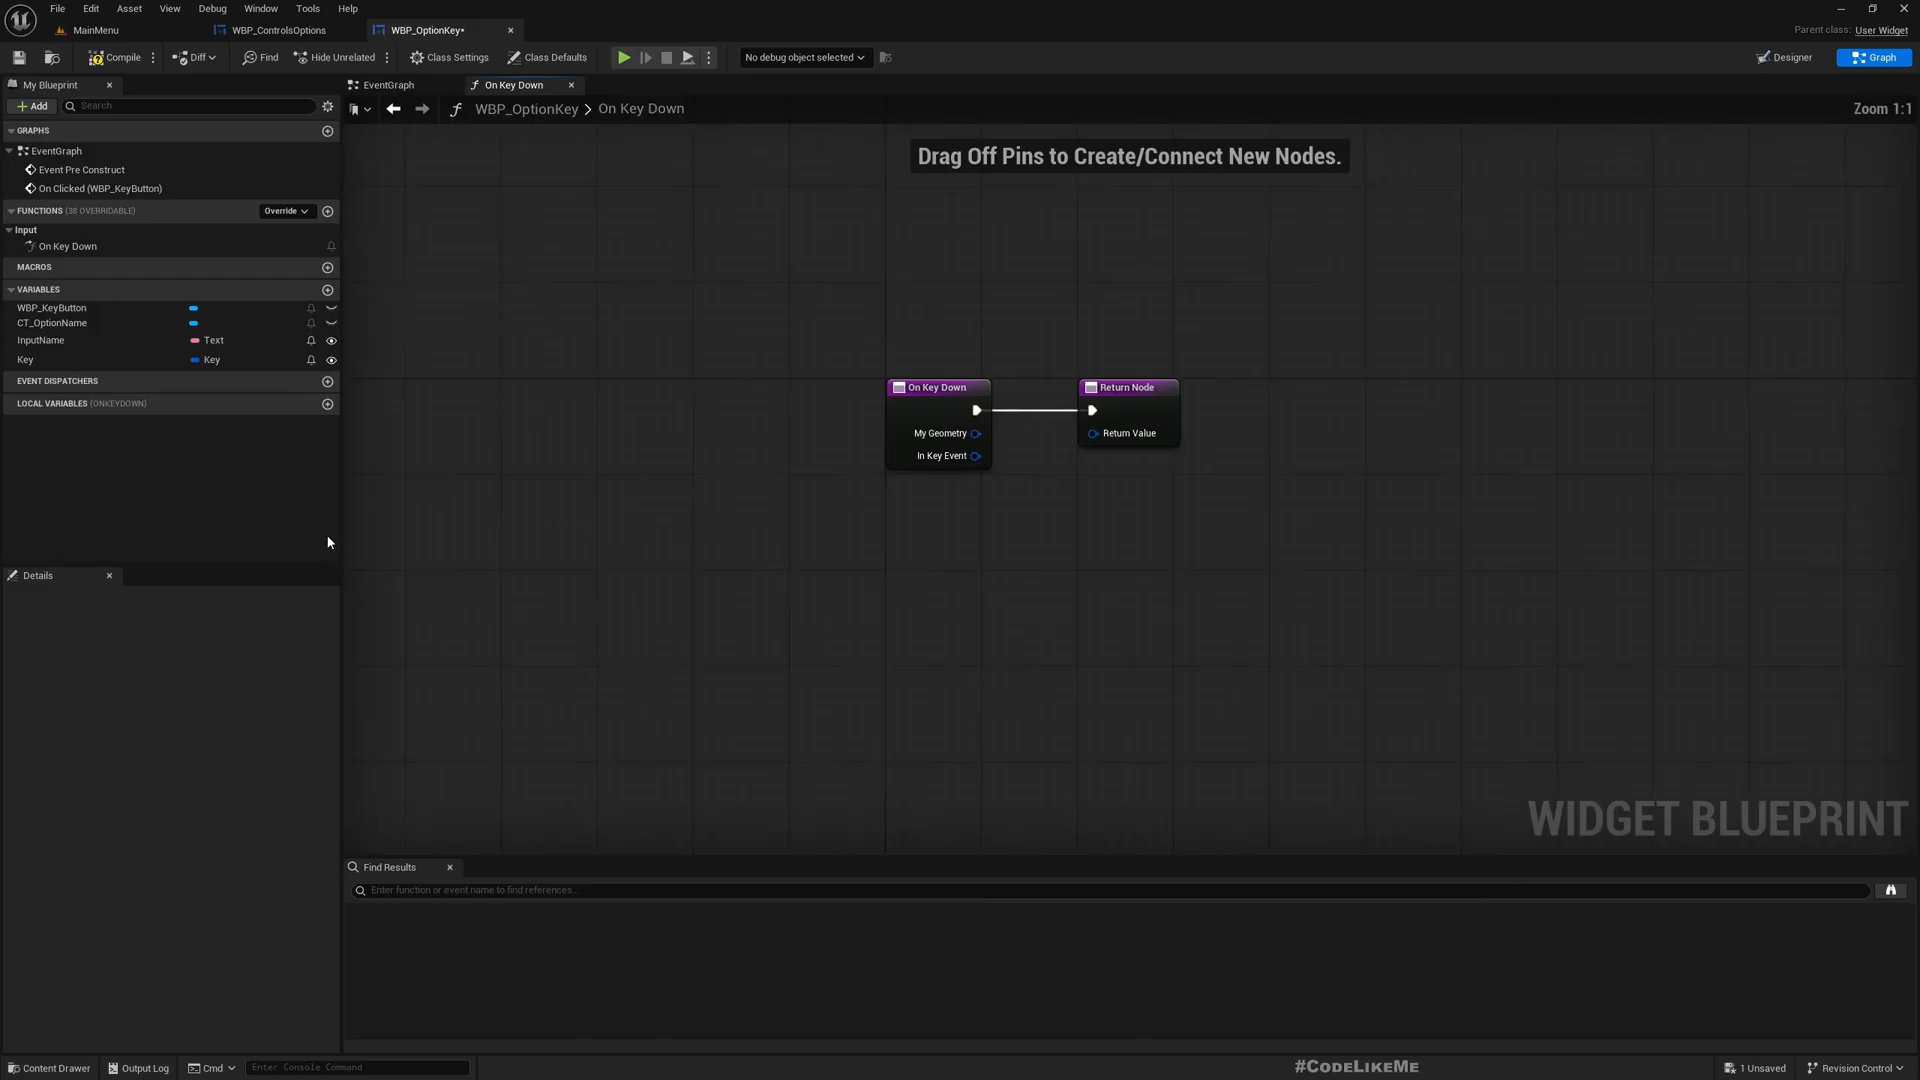 File Edit Asset View Debug Window Tools Help
MainMenu WBP_ControlsOptions WBP_OptionKey* Parent class: User Widget
Compile Diff Find Hide Unrelated Class Settings Class Defaults No debug object selected Designer Graph
My Blueprint EventGraph On Key Down
Add Search WBP_OptionKey > On Key Down Zoom 1:1
GRAPHS
EventGraph
Event Pre Construct
On Clicked (WBP_KeyButton)
FUNCTIONS (38 OVERRIDABLE) Override
Input
On Key Down
MACROS
VARIABLES
WBP_KeyButton
CT_OptionName
InputName Text
Key Key
EVENT DISPATCHERS
LOCAL VARIABLES (ONKEYDOWN)
Details
Drag Off Pins to Create/Connect New Nodes.
On Key Down
My Geometry
In Key Event
Return Node
Return Value
WIDGET BLUEPRINT
Find Results
Enter function or event name to find references...
Content Drawer Output Log Cmd Enter Console Command #CODELIKEME 1 Unsaved Revision Control